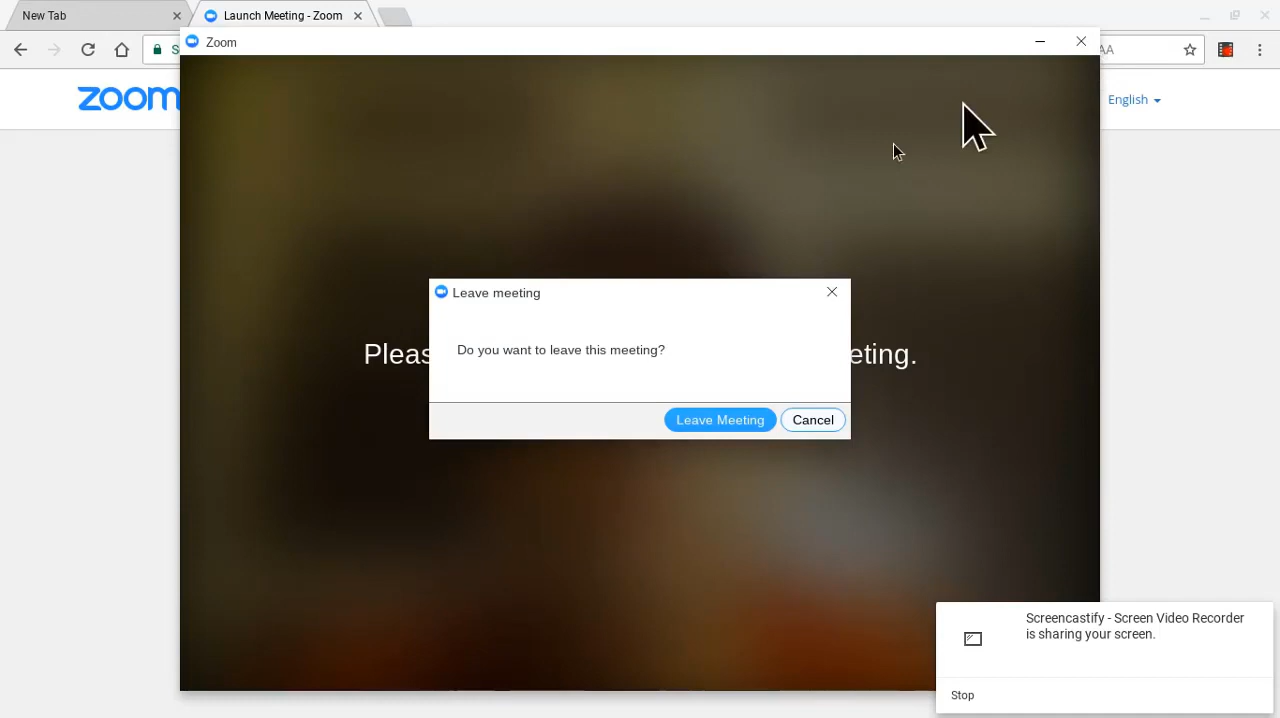 New Tab
Launch Meeting - Zoom
Zoom
S
AA
zoom
English
Leave meeting
Do you want to leave this meeting?
eting.
Leave Meeting
Cancel
Screencastify - Screen Video Recorder
is sharing your screen.
Stop